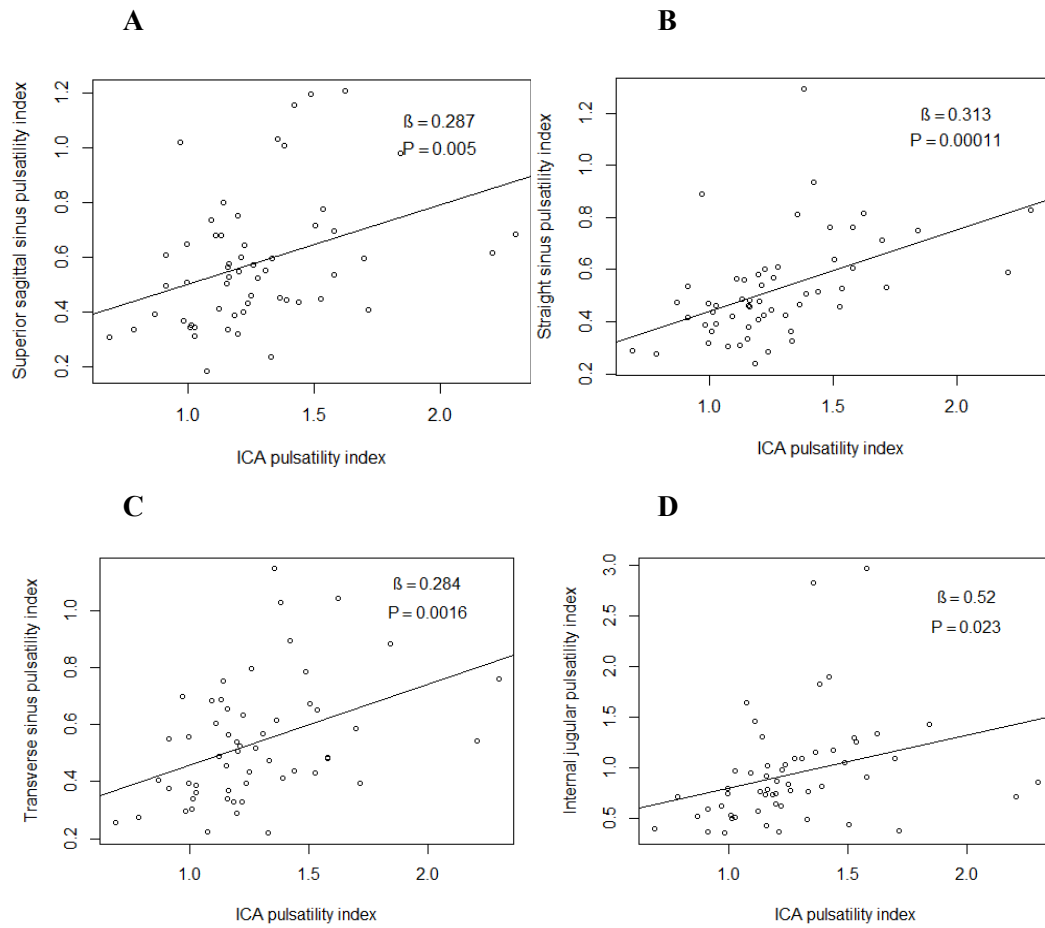 A
B
Superior sagittal sinus pulsatility index
1.2
1.0
0.8
0.6
0.4
0.2
ß = 0.287
P = 0.005
1.0
1.5
2.0
ICA pulsatility index
Straight sinus pulsatility index
1.2
1.0
0.8
0.6
0.4
0.2
ß = 0.313
P = 0.00011
1.0
1.5
2.0
ICA pulsatility index
C
D
Transverse sinus pulsatility index
1.0
0.8
0.6
0.4
0.2
ß = 0.284
P = 0.0016
1.0
1.5
2.0
ICA pulsatility index
Internal jugular pulsatility index
3.0
2.5
2.0
1.5
1.0
0.5
ß = 0.52
P = 0.023
1.0
1.5
2.0
ICA pulsatility index